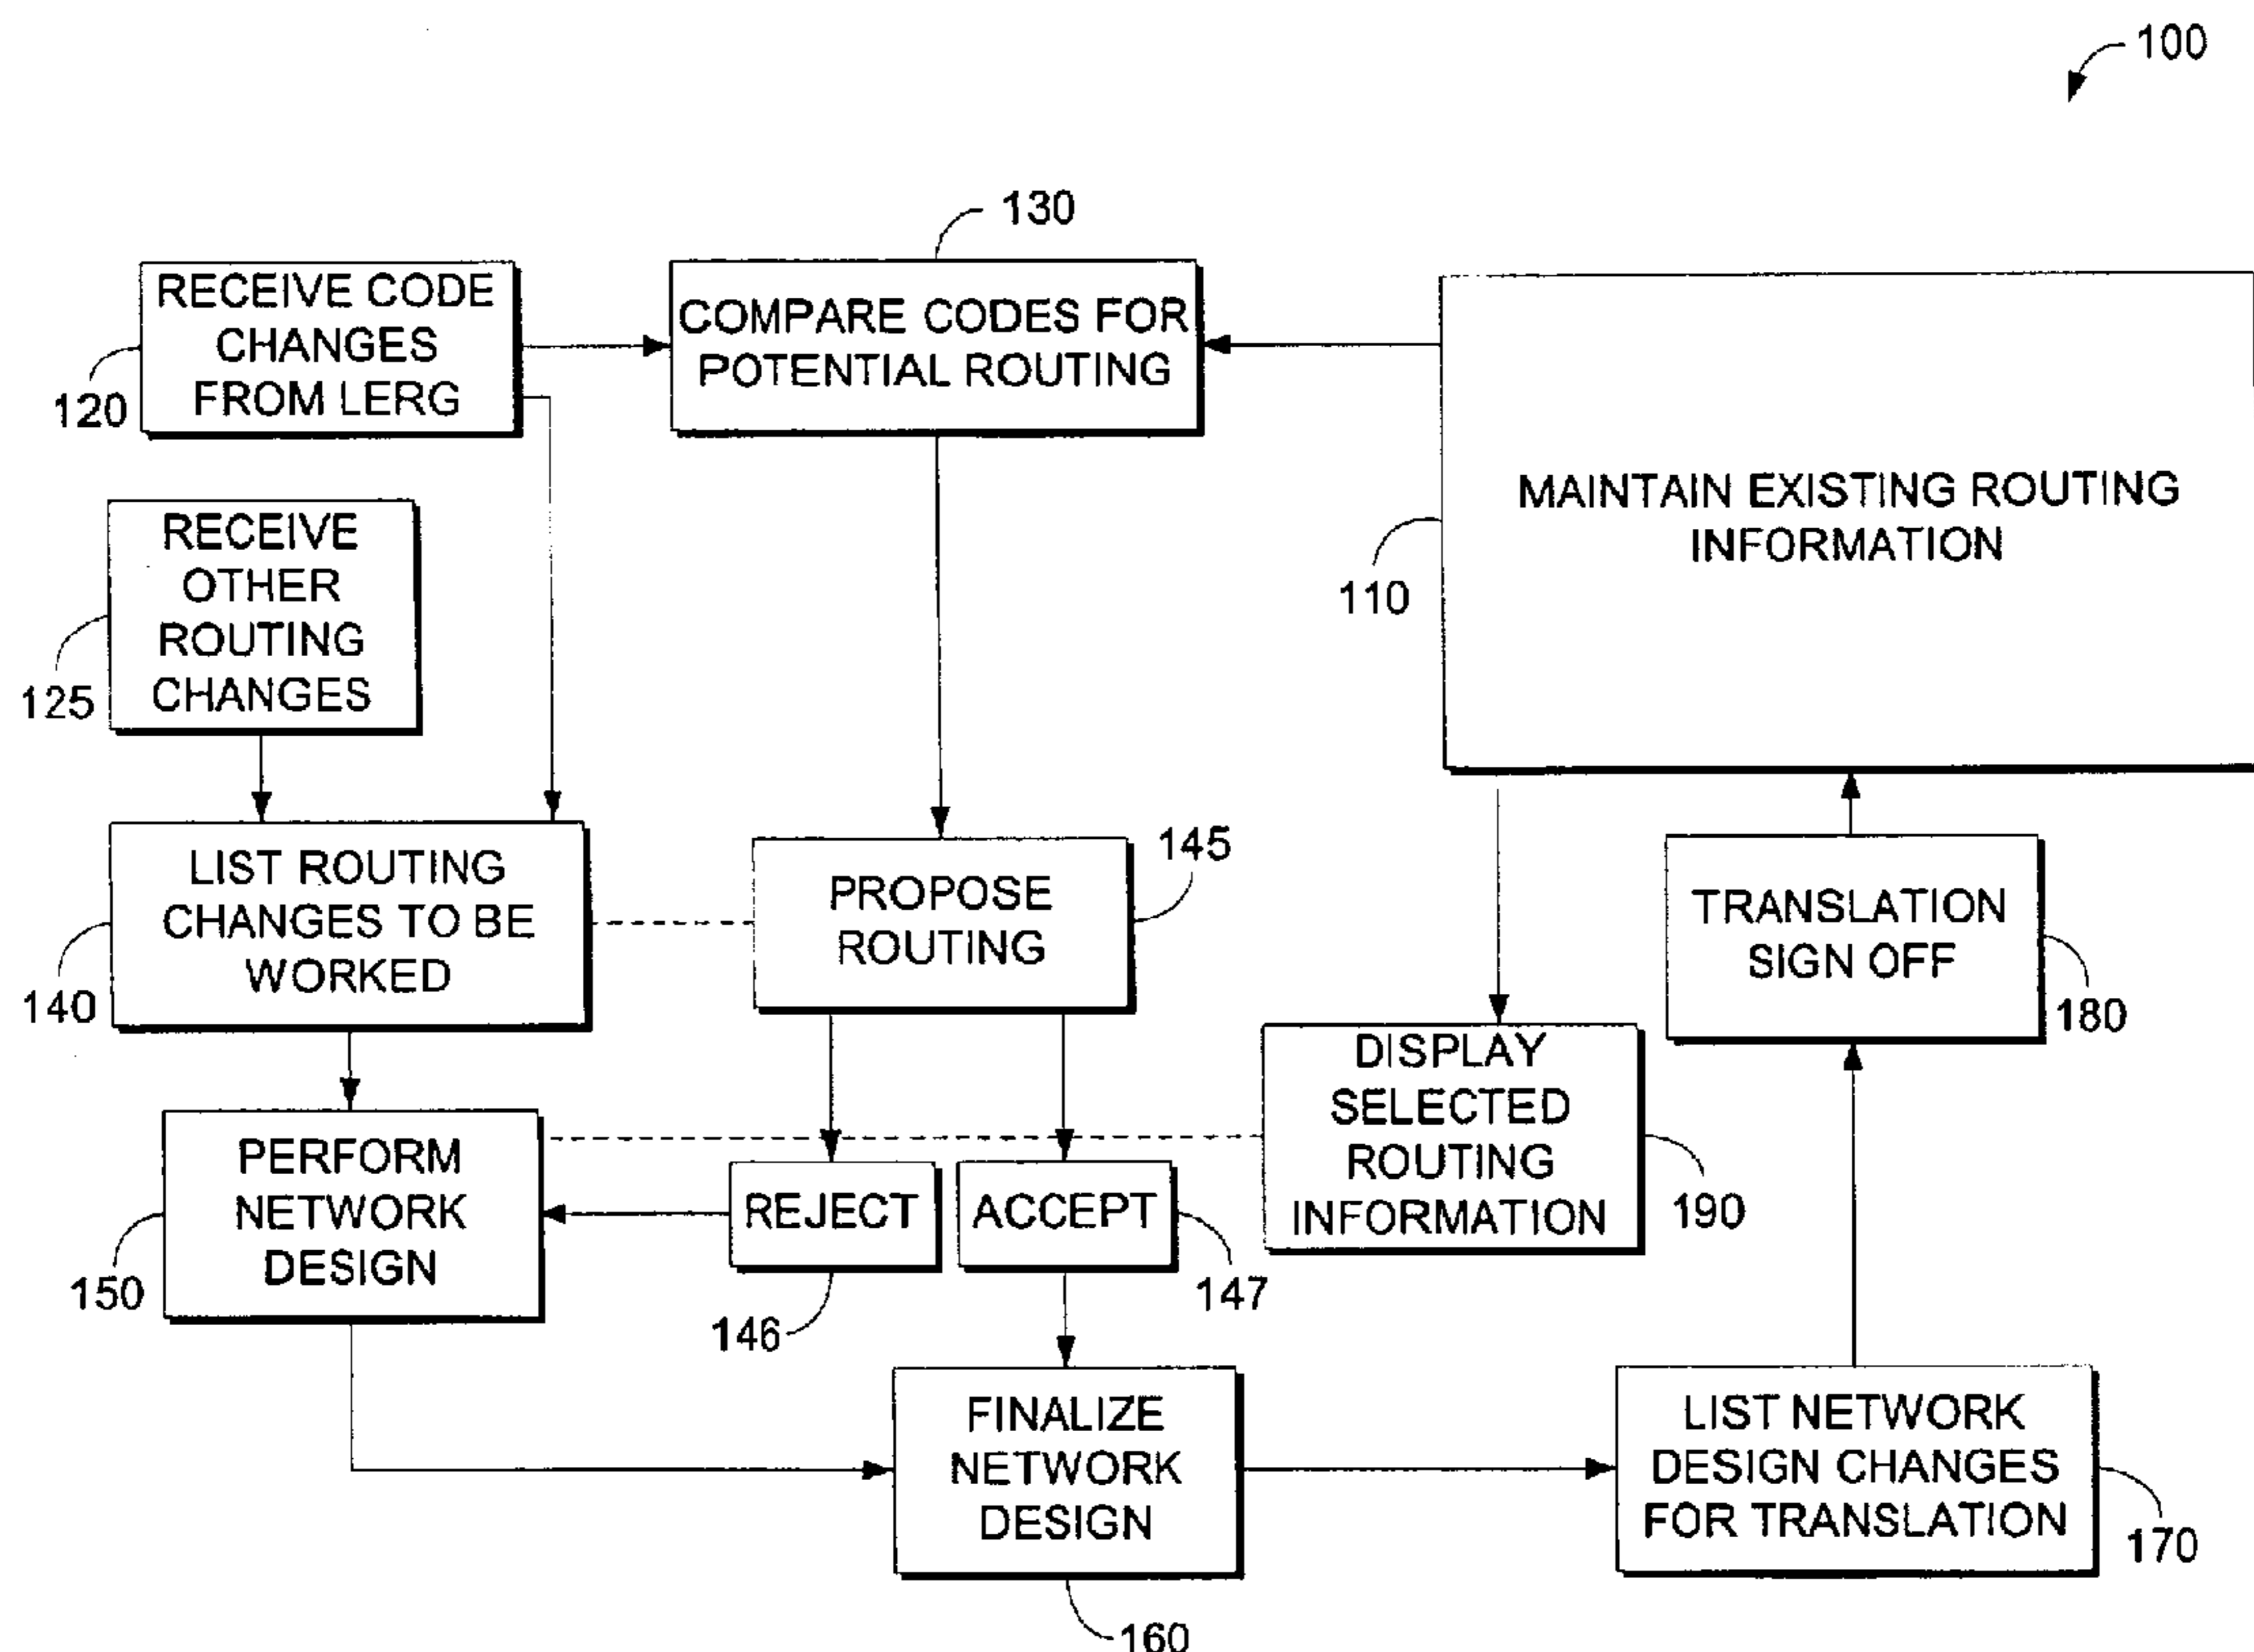 100
130
RECEIVE CODE
CHANGES
FROM LERG
120
COMPARE CODES FOR
POTENTIAL ROUTING
MAINTAIN EXISTING ROUTING
INFORMATION
110
RECEIVE
OTHER
ROUTING
CHANGES
125
LIST ROUTING
CHANGES TO BE
WORKED
140
PROPOSE
ROUTING
145
TRANSLATION
SIGN OFF
180
DISPLAY
SELECTED
ROUTING
INFORMATION
190
PERFORM
NETWORK
DESIGN
150
REJECT
146
ACCEPT
147
FINALIZE
NETWORK
DESIGN
160
LIST NETWORK
DESIGN CHANGES
FOR TRANSLATION
170